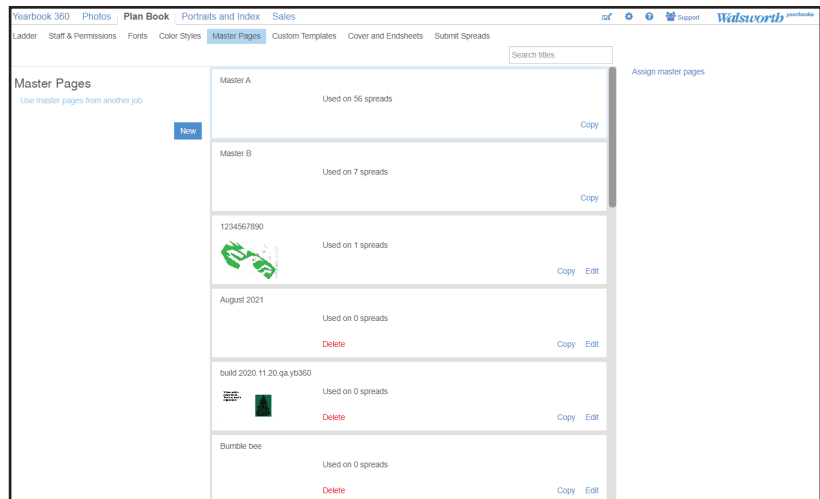 Yearbook 360 Photos Plan Book Portraits and Index Sales Support Walsworth yearbooks
Ladder Staff & Permissions Fonts Color Styles Master Pages Custom Templates Cover and Endsheets Submit Spreads
Search titles
Master Pages
Use master pages from another job
New
Master A
Used on 56 spreads
Copy
Master B
Used on 7 spreads
Copy
1234567890
Used on 1 spreads
Copy Edit
August 2021
Used on 0 spreads
Delete Copy Edit
build 2020.11.20.qa.yb360
Used on 0 spreads
Delete Copy Edit
Bumble bee
Used on 0 spreads
Delete Copy Edit
Assign master pages